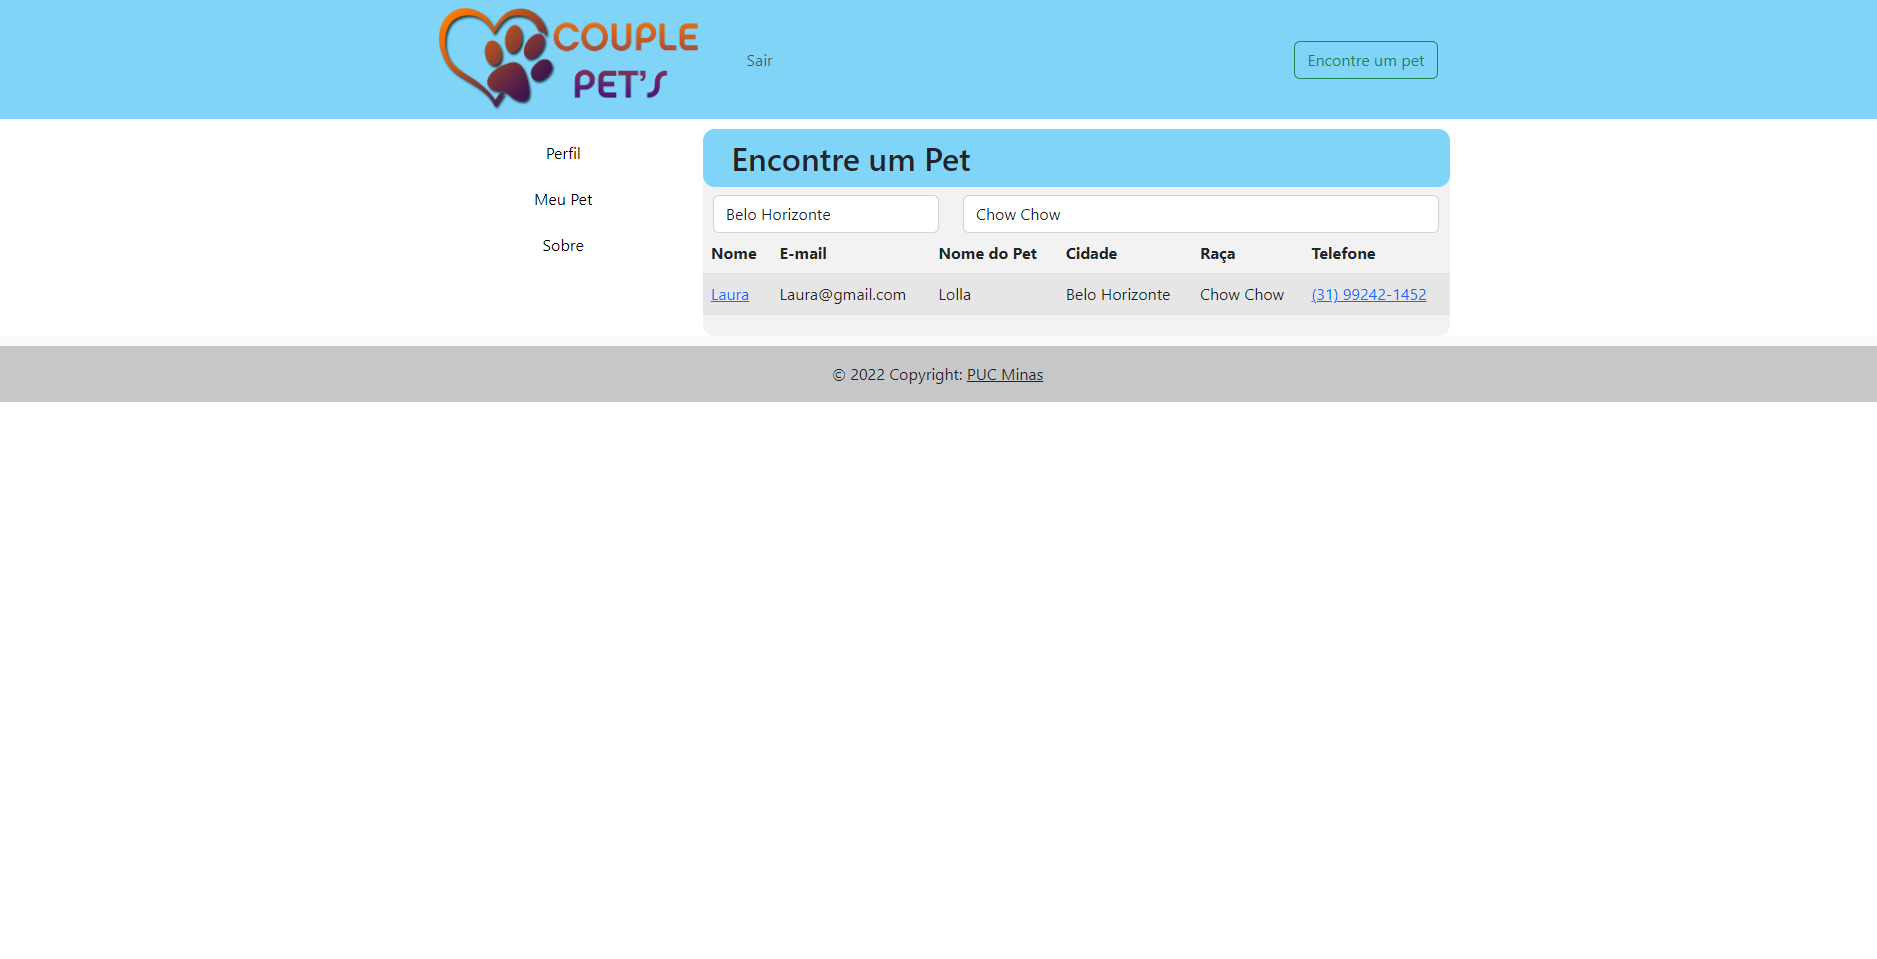 COUPLE
PET'S
Sair
Encontre um pet
Perfil
Meu Pet
Sobre
Encontre um Pet
Belo Horizonte
Chow Chow
Nome E-mail Nome do Pet Cidade Raça Telefone
Laura Laura@gmail.com Lolla Belo Horizonte Chow Chow (31) 99242-1452
© 2022 Copyright: PUC Minas